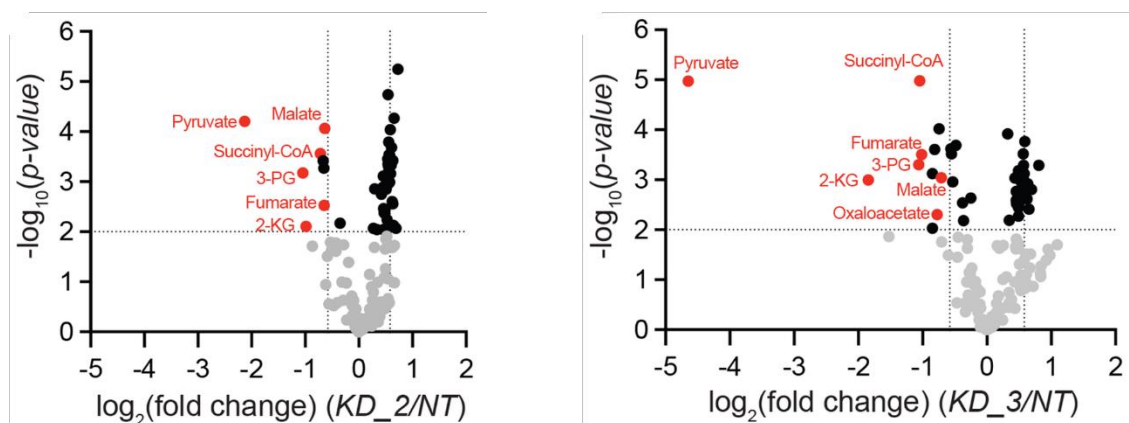 6
5
4
3
2
1
0
-log10(p-value)
Pyruvate
Malate
Succinyl-CoA
3-PG
Fumarate
2-KG
-5 -4 -3 -2 -1 0 1 2
log2(fold change) (KD_2/NT)
6
5
4
3
2
1
0
-log10(p-value)
Pyruvate
Succinyl-CoA
Fumarate
3-PG
2-KG
Malate
Oxaloacetate
-5 -4 -3 -2 -1 0 1 2
log2(fold change) (KD_3/NT)